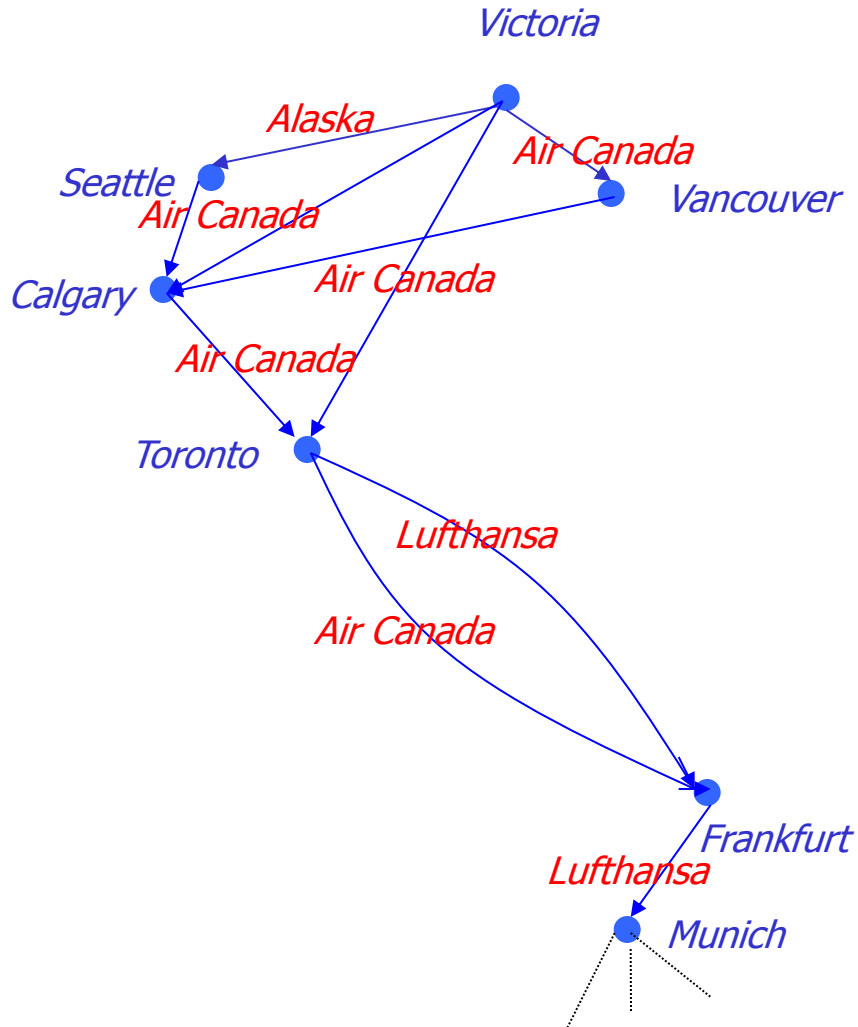 Victoria
Alaska
Air Canada
Seattle
Vancouver
Air Canada
Air Canada
Calgary
Air Canada
Toronto
Lufthansa
Air Canada
Frankfurt
Lufthansa
Munich